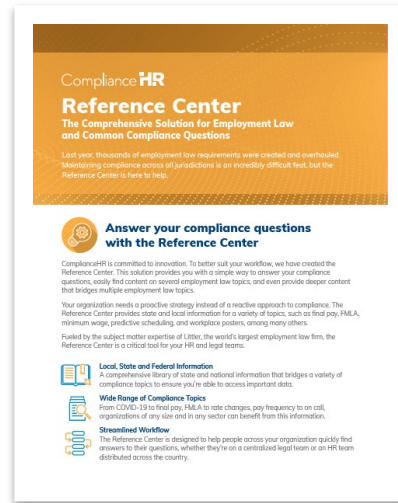 ComplianceHR
Reference Center
The Comprehensive Solution for Employment Law
and Common Compliance Questions
Last year, thousands of employment law requirements were created and overhauled.
Maintaining compliance across all jurisdictions is an incredibly difficult feat, but the
Reference Center is here to help.
Answer your compliance questions
with the Reference Center
ComplianceHR is committed to innovation. To better suit your workflow, we have created the
Reference Center. This solution provides you with a simple way to answer your compliance
questions, easily find content on several employment law topics, and even provide deeper content
that bridges multiple employment law topics.
Your organization needs a proactive strategy instead of a reactive approach to compliance. The
Reference Center provides state and local information for a variety of topics, such as final pay, FMLA,
minimum wage, predictive scheduling, and workplace posters, among many others.
Fueled by the subject matter expertise of Littler, the world's largest employment law firm, the
Reference Center is a critical tool for your HR and legal teams.
Local, State and Federal Information
A comprehensive library of state and national information that bridges a variety of
compliance topics to ensure you're able to access important data.
Wide Range of Compliance Topics
From COVID-19 to final pay, FMLA to rate changes, pay frequency to on call,
organizations of any size and in any sector can benefit from this information.
Streamlined Workflow
The Reference Center is designed to help people across your organization quickly find
answers to their questions, whether they're on a centralized legal team or an HR team
distributed across the country.